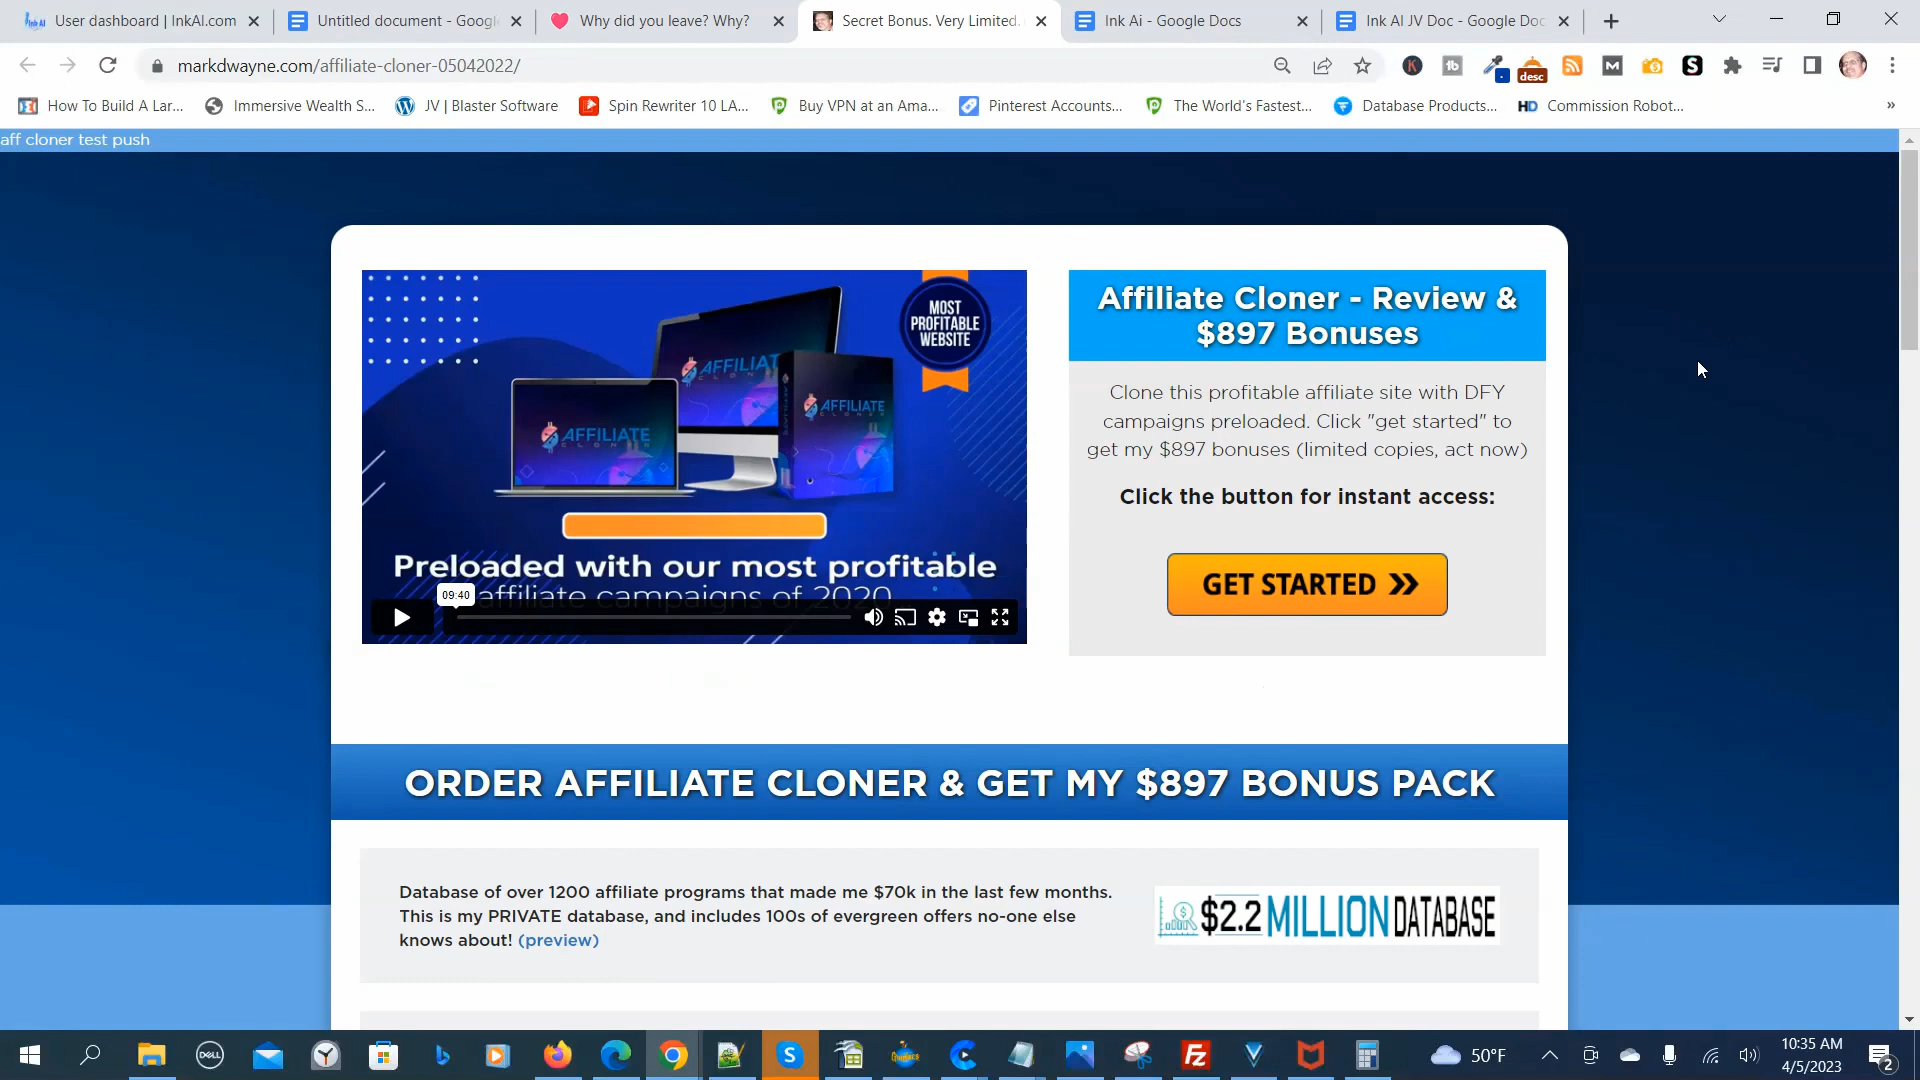 User dashboard | InkAI.com
Untitled document - Googl
Why did you leave? Why?
Secret Bonus. Very Limited.
Ink Ai - Google Docs
Ink AI JV Doc - Google Doc
markdwayne.com/affiliate-cloner-05042022/
desc
How To Build A Lar...
Immersive Wealth S...
JV | Blaster Software
Spin Rewriter 10 LA...
Buy VPN at an Ama...
Pinterest Accounts...
The World's Fastest...
Database Products...
HD
Commission Robot...
aff cloner test push
MOST
PROFITABLE
WEBSITE
AFFILIATE
CLONER
AFFILIATE
CLONER
Preloaded with our most profitable
affiliate campaigns of 2020
09:40
Affiliate Cloner - Review &
$897 Bonuses
Clone this profitable affiliate site with DFY
campaigns preloaded. Click "get started" to
get my $897 bonuses (limited copies, act now)
Click the button for instant access:
GET STARTED
ORDER AFFILIATE CLONER & GET MY $897 BONUS PACK
Database of over 1200 affiliate programs that made me $70k in the last few months.
This is my PRIVATE database, and includes 100s of evergreen offers no-one else
knows about! (preview)
$2.2 MILLION DATABASE
DELL
50°F
10:35 AM
4/5/2023
2